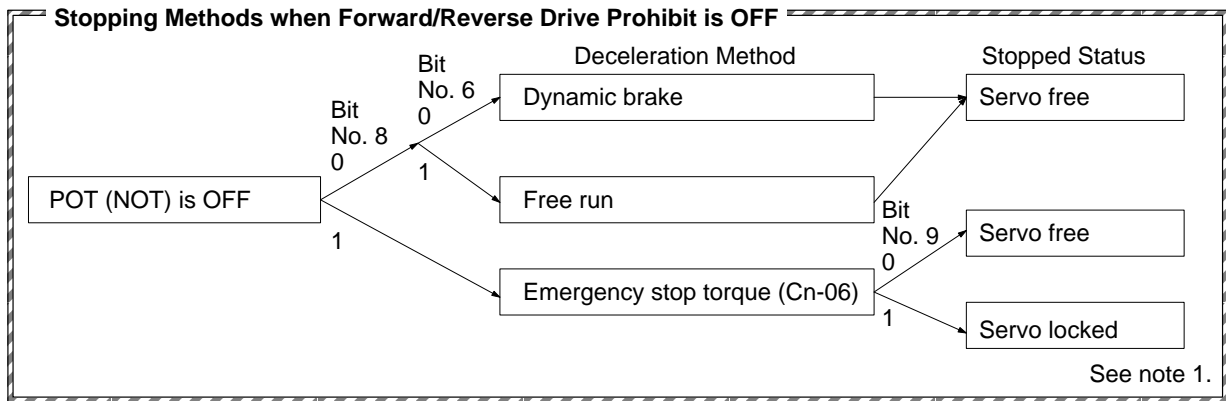 Stopping Methods when Forward/Reverse Drive Prohibit is OFF
Deceleration Method
Stopped Status
Bit
No. 6
0
Dynamic brake
Servo free
Bit
No. 8
0
1
POT (NOT) is OFF
Free run
Bit
No. 9
0
Servo free
1
Emergency stop torque (Cn-06)
1
Servo locked
See note 1.